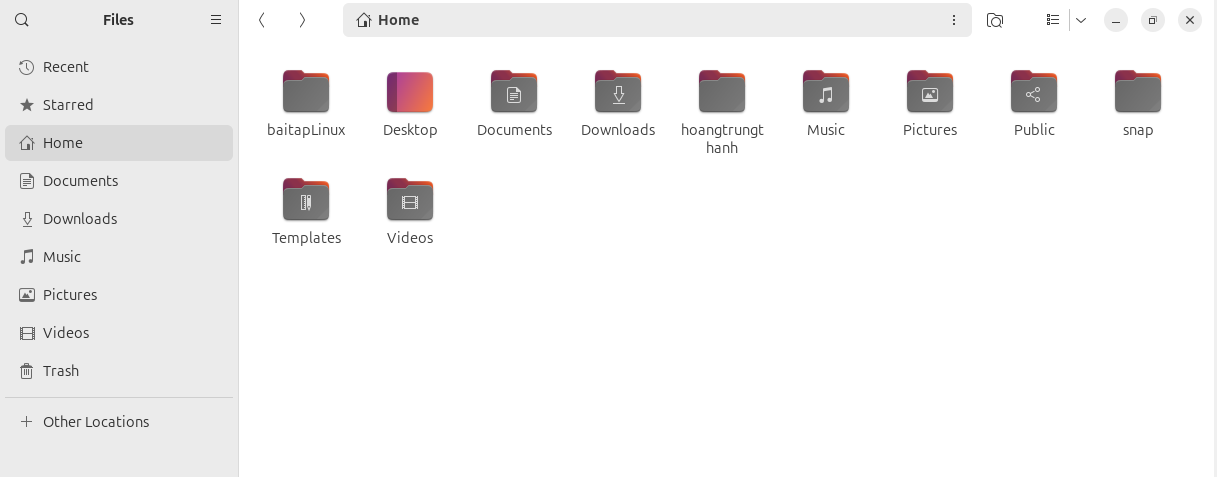 Files
Home
Recent
Starred
Home
Documents
Downloads
Music
Pictures
Videos
Trash
Other Locations
baitapLinux
Desktop
Documents
Downloads
hoangtrungt
hanh
Music
Pictures
Public
snap
Templates
Videos